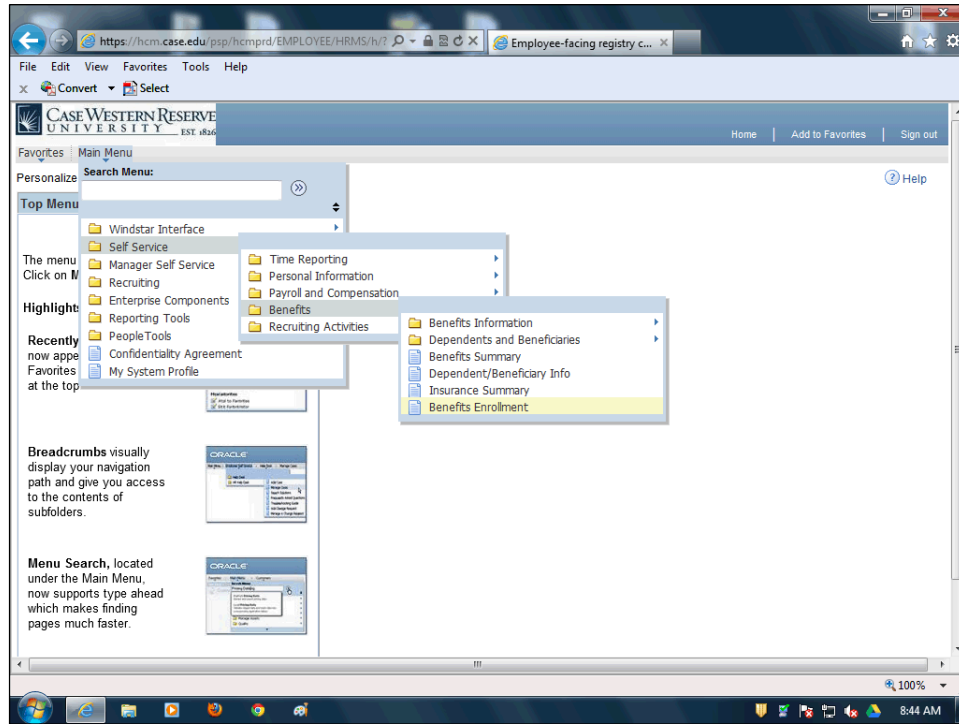 https://hcm.case.edu/psp/hcmprd/EMPLOYEE/HRMS/h/?
Employee-facing registry c...
File Edit View Favorites Tools Help
x Convert Select
CASE WESTERN RESERVE
UNIVERSITY EST. 1826
Home | Add to Favorites | Sign out
Favorites Main Menu
Personalize
Help
Search Menu:
Top Menu
Windstar Interface
Self Service
Manager Self Service
Recruiting
Enterprise Components
Reporting Tools
PeopleTools
Confidentiality Agreement
My System Profile
Time Reporting
Personal Information
Payroll and Compensation
Benefits
Recruiting Activities
Benefits Information
Dependents and Beneficiaries
Benefits Summary
Dependent/Beneficiary Info
Insurance Summary
Benefits Enrollment
The menu
Click on M
Highlight
Recently
now appe
Favorites
at the top
Breadcrumbs visually
display your navigation
path and give you access
to the contents of
subfolders.
ORACLE
Menu Search, located
under the Main Menu,
now supports type ahead
which makes finding
pages much faster.
ORACLE
100%
8:44 AM